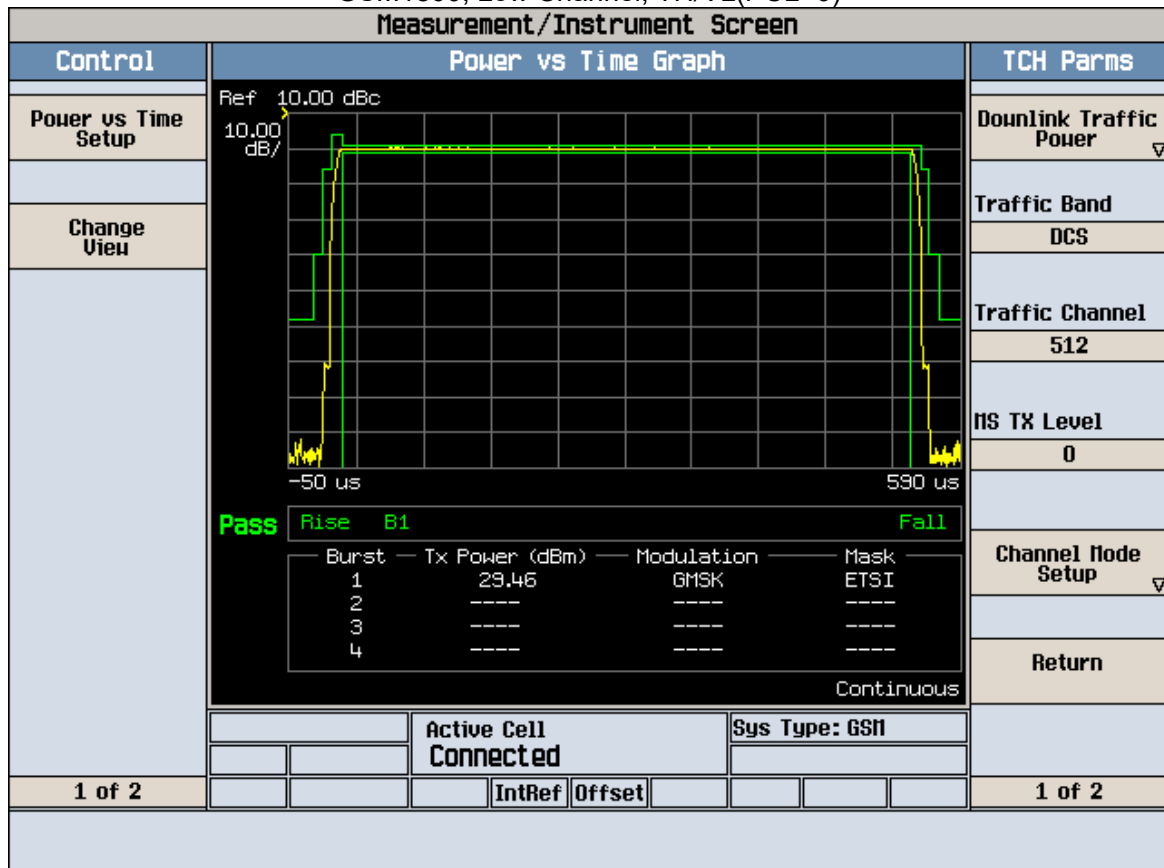 Measurement/Instrument Screen
Control
Power vs Time Graph
TCH Parms
Power vs Time
Setup
Change
View
1 of 2
Ref 10.00 dBc
10.00
dB/
-50 us
590 us
Pass
Rise B1
Fall
Burst Tx Power (dBm) Modulation Mask
1 29.46 GMSK ETSI
2 ---- ---- ----
3 ---- ---- ----
4 ---- ---- ----
Continuous
Active Cell
Connected
Sys Type: GSM
IntRef Offset
Downlink Traffic
Power
Traffic Band
DCS
Traffic Channel
512
MS TX Level
0
Channel Mode
Setup
Return
1 of 2